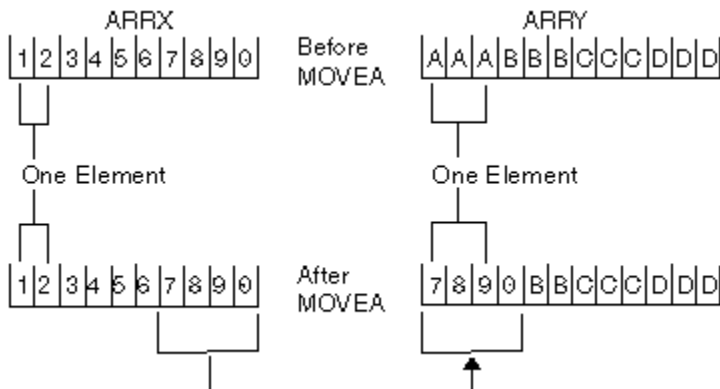 ARRX ARRY
1 2 3 4 5 6 7 8 9 0 Before MOVEA A A A B B B C C C D D D
One Element One Element
1 2 3 4 5 6 7 8 9 0 After MOVEA 7 8 9 0 B B C C C D D D